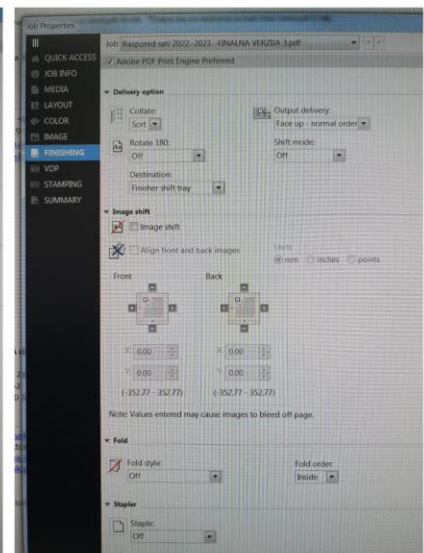 Job Properties
Job: Raspored sati 2022.-2023. -FINALNA VERZIJA 3.pdf
Adobe PDF Print Engine Preferred
QUICK ACCESS
JOB INFO
MEDIA
LAYOUT
COLOR
IMAGE
FINISHING
VDP
STAMPING
SUMMARY
Delivery option
Collate:
Sort
Output delivery:
Face up - normal order
Rotate 180:
Off
Shift mode:
Off
Destination:
Finisher shift tray
Image shift
Image shift
Align front and back images
Units:
mm inches points
Front Back
X: 0.00 X: 0.00
Y: 0.00 Y: 0.00
(-352.77 - 352.77) (-352.77 - 352.77)
Note: Values entered may cause images to bleed off page.
Fold
Fold style:
Off
Fold order:
Inside
Stapler
Staple:
Off